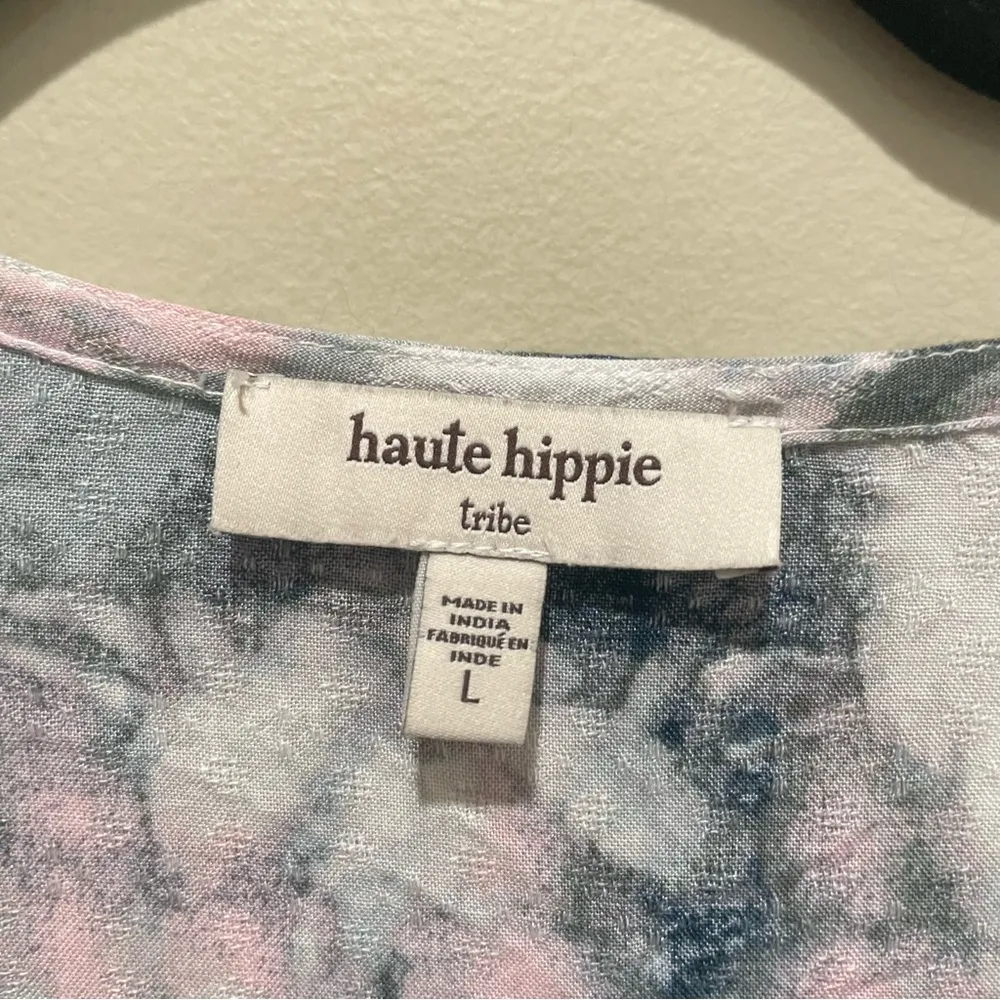 haute hippie
tribe
MADE IN
INDIA
FABRIQUÉ EN
INDE
L